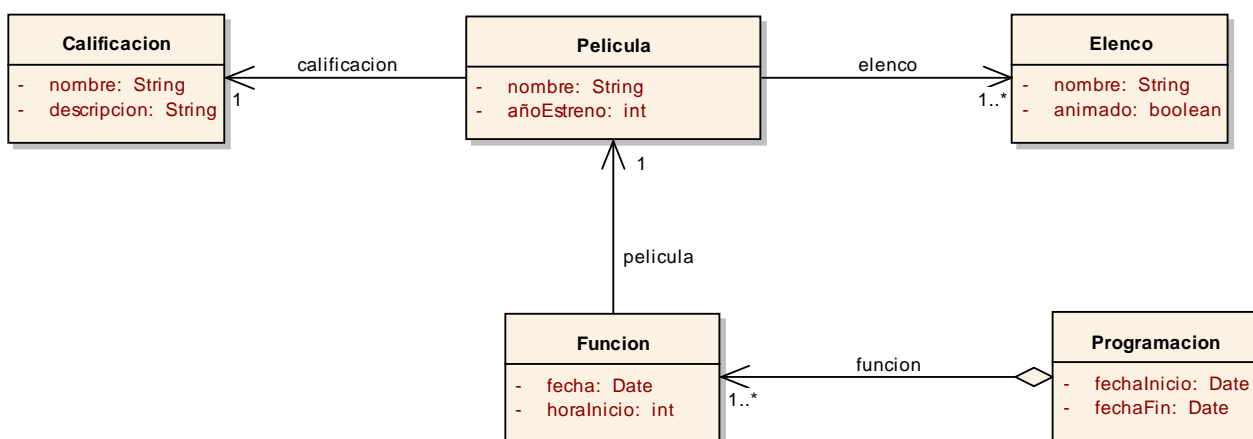 Calificacion
- nombre: String
- descripcion: String
calificacion
1
Pelicula
- nombre: String
- añoEstreno: int
elenco
1..*
Elenco
- nombre: String
- animado: boolean
1
pelicula
Funcion
- fecha: Date
- horaInicio: int
funcion
1..*
Programacion
- fechaInicio: Date
- fechaFin: Date